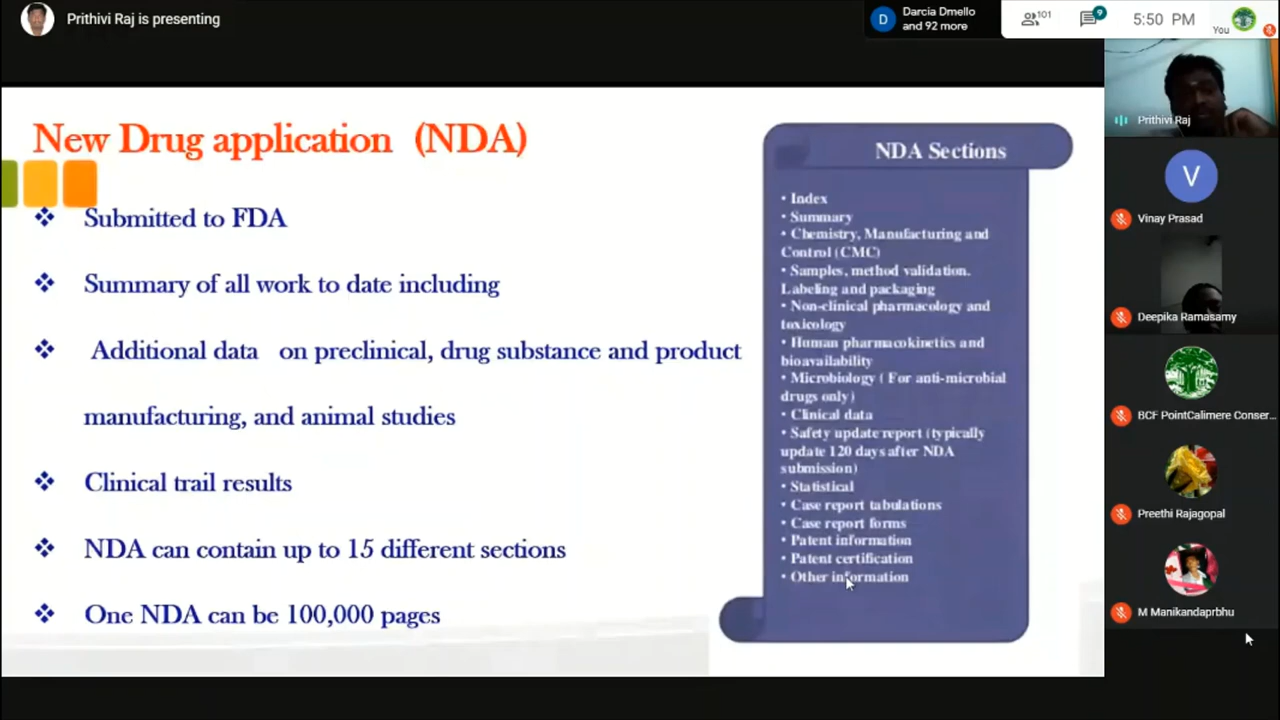 Prithivi Raj is presenting
D
Darcia Dmello
and 92 more
101
9
5:50 PM
You
New Drug application (NDA)
❖ Submitted to FDA
❖ Summary of all work to date including
❖ Additional data on preclinical, drug substance and product
manufacturing, and animal studies
❖ Clinical trail results
❖ NDA can contain up to 15 different sections
❖ One NDA can be 100,000 pages
NDA Sections
• Index
• Summary
• Chemistry, Manufacturing and
Control (CMC)
• Samples, method validation.
Labeling and packaging
• Non-clinical pharmacology and
toxicology
• Human pharmacokinetics and
bioavailability
• Microbiology ( For anti-microbial
drugs only)
• Clinical data
• Safety update report (typically
update 120 days after NDA
submission)
• Statistical
• Case report tabulations
• Case report forms
• Patent information
• Patent certification
• Other information
Prithivi Raj
V
Vinay Prasad
Deepika Ramasamy
BCF PointCalimere Conser...
Preethi Rajagopal
M Manikandaprbhu